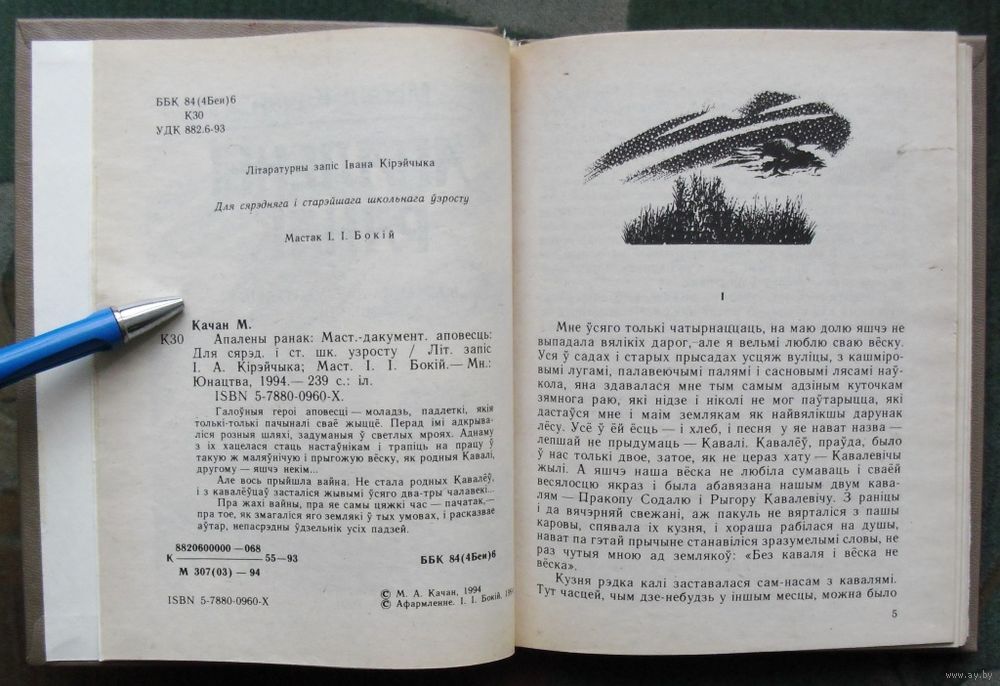 ББК 84(4Беи)6
К30
УДК 882.6-93
Літаратурны запіс Івана Кірэйчыка
Для сярэдняга і старэйшага школьнага ўзросту
Мастак І. І. Бокій
Качан М.
К30 Апалены ранак: Маст.-дакумент. аповесць:
Для сярэд. і ст. шк. узросту / Літ. запіс
І. А. Кірэйчыка; Маст. І. І. Бокій.— Мн.:
Юнацтва, 1994.— 239 с.: іл.
ISBN 5-7880-0960-X.
Галоўныя героі аповесці — моладзь, падлеткі, якія
толькі-толькі пачыналі сваё жыццё. Перад імі адкрыва-
ліся розныя шляхі, задуманыя ў светлых мроях. Аднаму
з іх хацелася стаць настаўнікам і трапіць на працу ў
такую ж маляўнічую і прыгожую вёску, як родныя Кавалі,
другому — яшчэ некім...
Але вось прыйшла вайна. Не стала родных Кавалёў,
і з кавалёўцаў засталіся жывымі ўсяго два-тры чалавекі...
Пра жахі вайны, пра яе самы цяжкі час — пачатак,—
пра тое, як змагаліся яго землякі ў тых умовах, і расказвае
аўтар, непасрэдны ўдзельнік усіх падзей.
К 8820600000—068 55—93
М 307(03)—94
ББК 84(4Беи)6
ISBN 5-7880-0960-X
© М. А. Качан, 1994
© Афармленне. І. І. Бокій,
I
Мне ўсяго толькі чатырнаццаць, на маю долю яшчэ не
выпадала вялікіх дарог, але я вельмі люблю сваю вёску.
Уся ў садах і старых прысадах усцяж вуліцы, з кашміро-
вымі лугамі, палавеючымі палямі і сасновымі лясамі наў-
кола, яна здавалася мне тым самым адзіным куточкам
зямнога раю, які нідзе і ніколі не мог паўтарыцца, які
дастаўся мне і маім землякам як найвялікшы дарунак
лёсу. Усё ў ёй ёсць — і хлеб, і песня у яе нават назва —
лепшай не прыдумаць — Кавалі. Кавалёў, праўда, было
ў нас толькі двое, затое, як не цераз хату — Кавалевічы
жылі. А яшчэ наша вёска не любіла сумаваць і сваёй
весялосцю якраз і была абавязана нашым двум кава-
лям — Пракопу Содалю і Рыгору Кавалевічу. З раніцы
і да вячэрняй свежані, аж пакуль не вярталіся з пашы
каровы, спявала іх кузня, і хораша рабілася на душы,
нават па гэтай прычыне станавіліся зразумелымі словы, не
раз чутыя мною ад землякоў: «Без каваля і вёска не
вёска».
Кузня рэдка калі заставалася сам-насам з кавалямі.
Тут часцей, чым дзе-небудзь у іншым месцы, можна было
5
www.ay.by